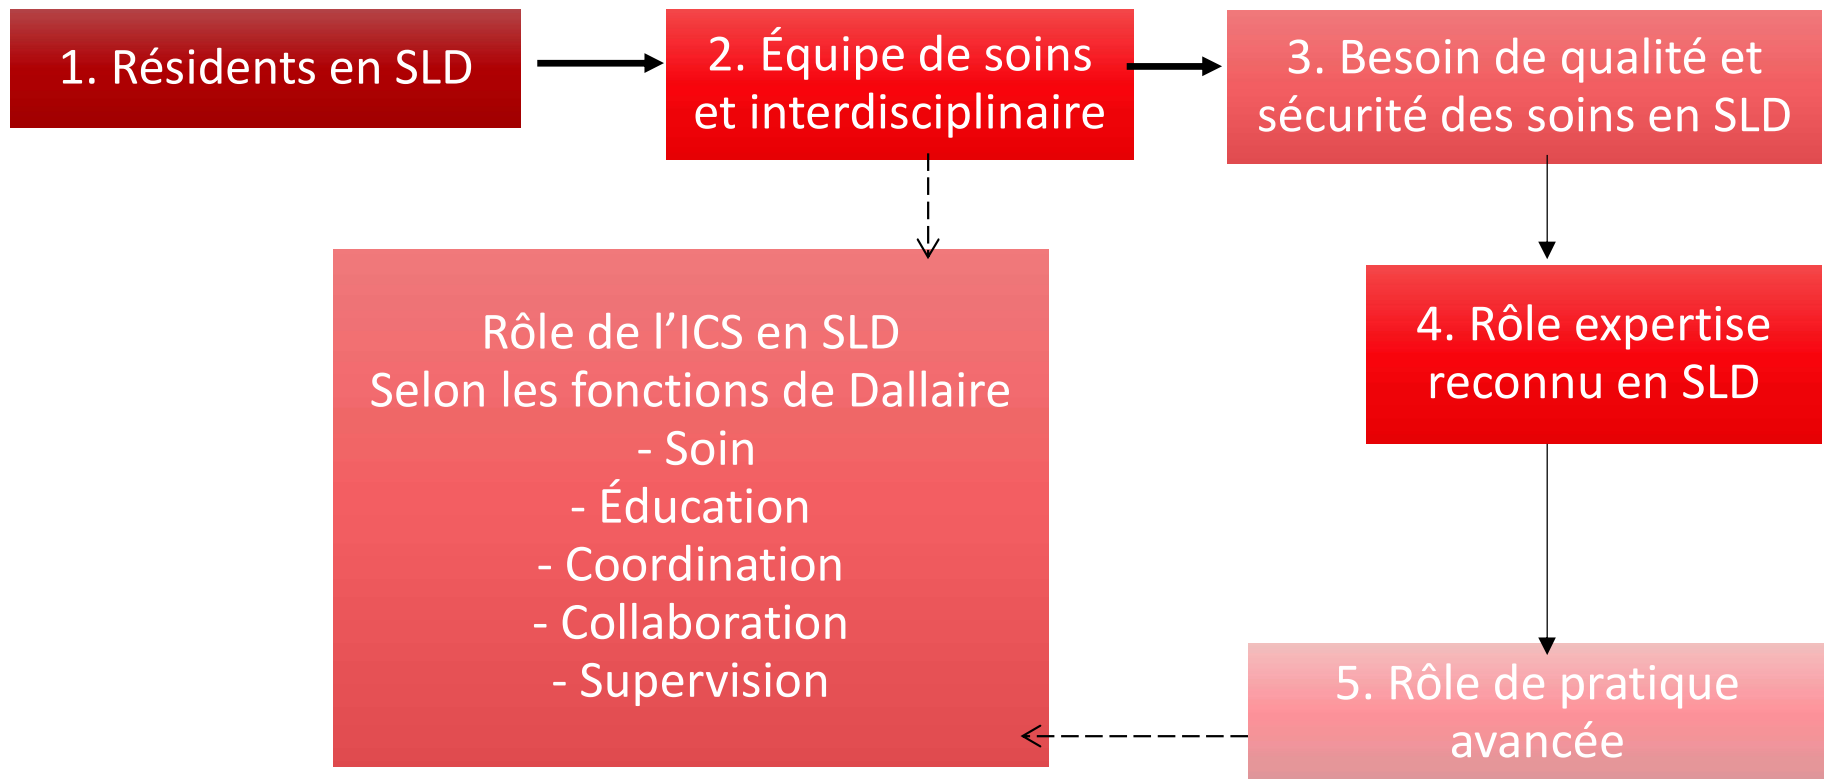 1. Résidents en SLD
2. Équipe de soins
et interdisciplinaire
3. Besoin de qualité et
sécurité des soins en SLD
Rôle de l’ICS en SLD
Selon les fonctions de Dallaire
- Soin
- Éducation
- Coordination
- Collaboration
- Supervision
4. Rôle expertise
reconnu en SLD
5. Rôle de pratique
avancée